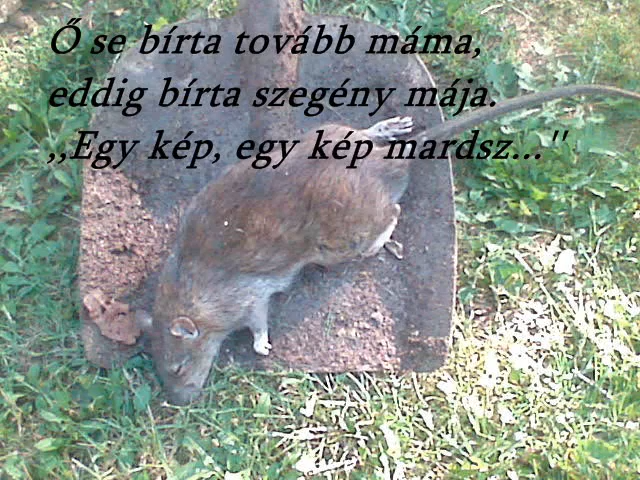 Ő se bírta tovább máma,
eddig bírta szegény mája.
,,Egy kép, egy kép mardsz..."